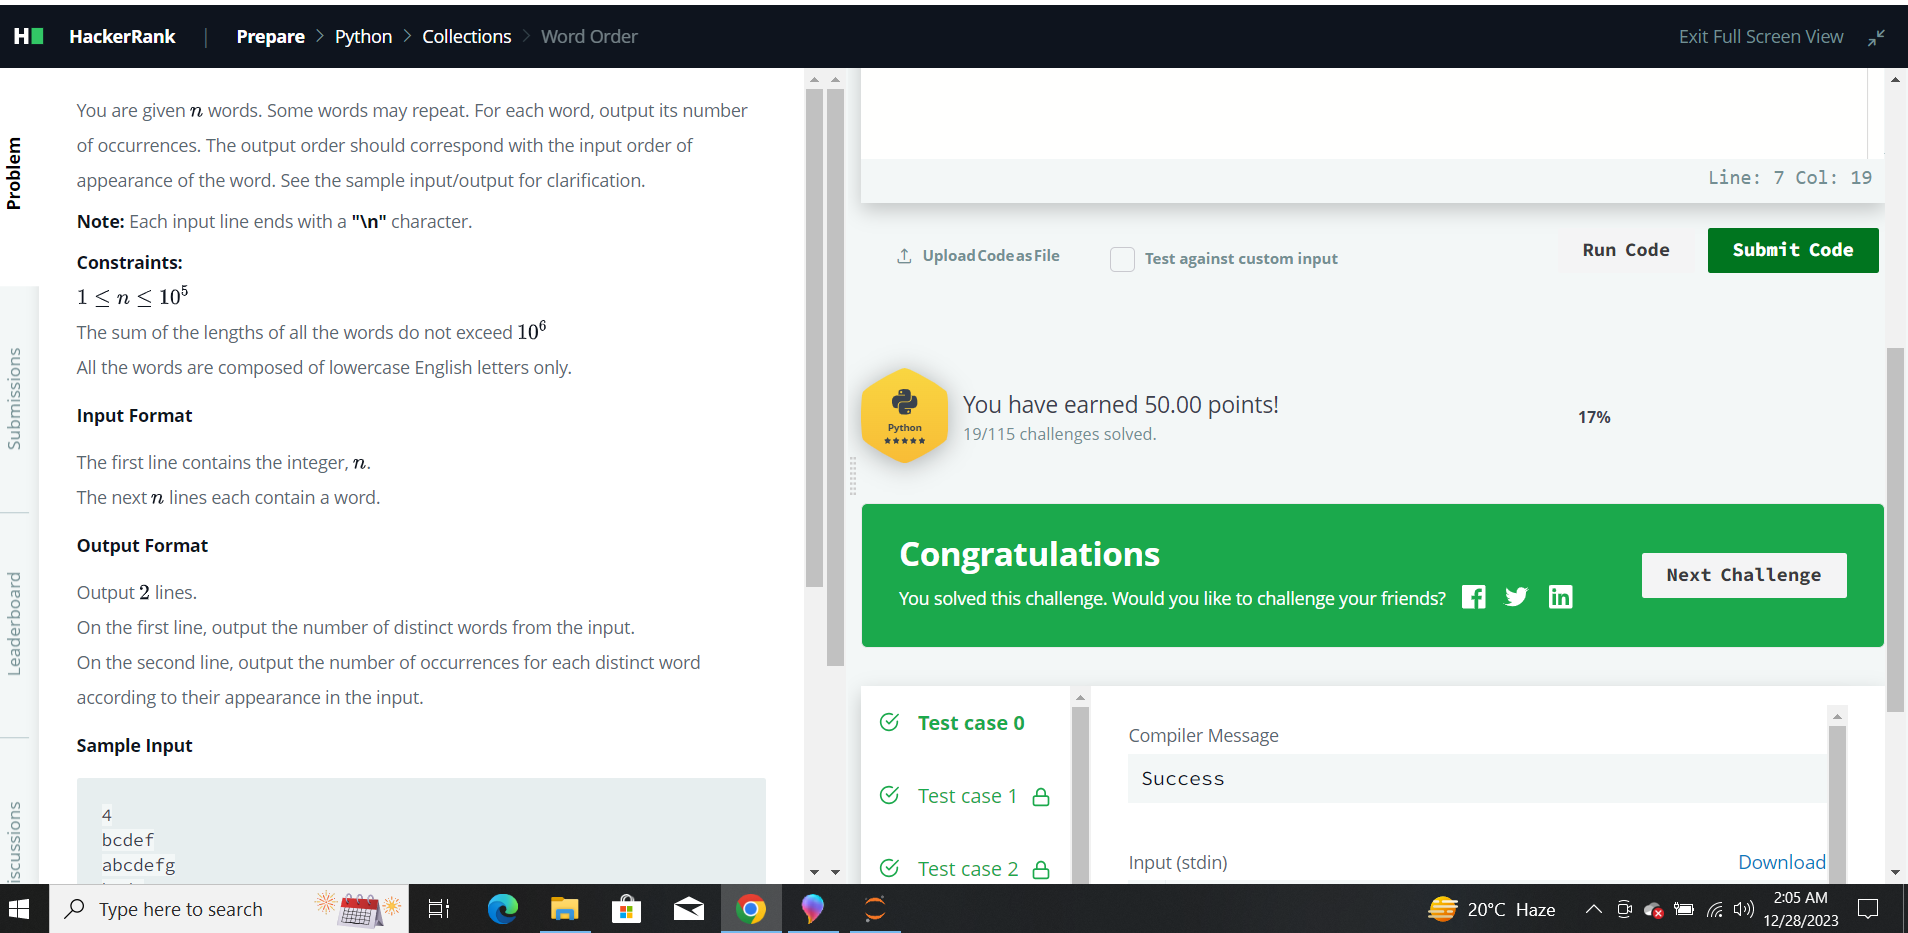 H HackerRank | Prepare > Python > Collections > Word Order
Exit Full Screen View
Problem
Submissions
Leaderboard
iscussions
You are given n words. Some words may repeat. For each word, output its number
of occurrences. The output order should correspond with the input order of
appearance of the word. See the sample input/output for clarification.
Note: Each input line ends with a "\n" character.
Constraints:
1 ≤ n ≤ 10⁵
The sum of the lengths of all the words do not exceed 10⁶
All the words are composed of lowercase English letters only.
Input Format
The first line contains the integer, n.
The next n lines each contain a word.
Output Format
Output 2 lines.
On the first line, output the number of distinct words from the input.
On the second line, output the number of occurrences for each distinct word
according to their appearance in the input.
Sample Input
4
bcdef
abcdefg
Line: 7 Col: 19
Upload Code as File
Test against custom input
Run Code
Submit Code
Python
You have earned 50.00 points!
19/115 challenges solved.
17%
Congratulations
You solved this challenge. Would you like to challenge your friends?
Next Challenge
Test case 0
Test case 1
Test case 2
Compiler Message
Success
Input (stdin)
Download
Type here to search
20°C Haze
2:05 AM
12/28/2023